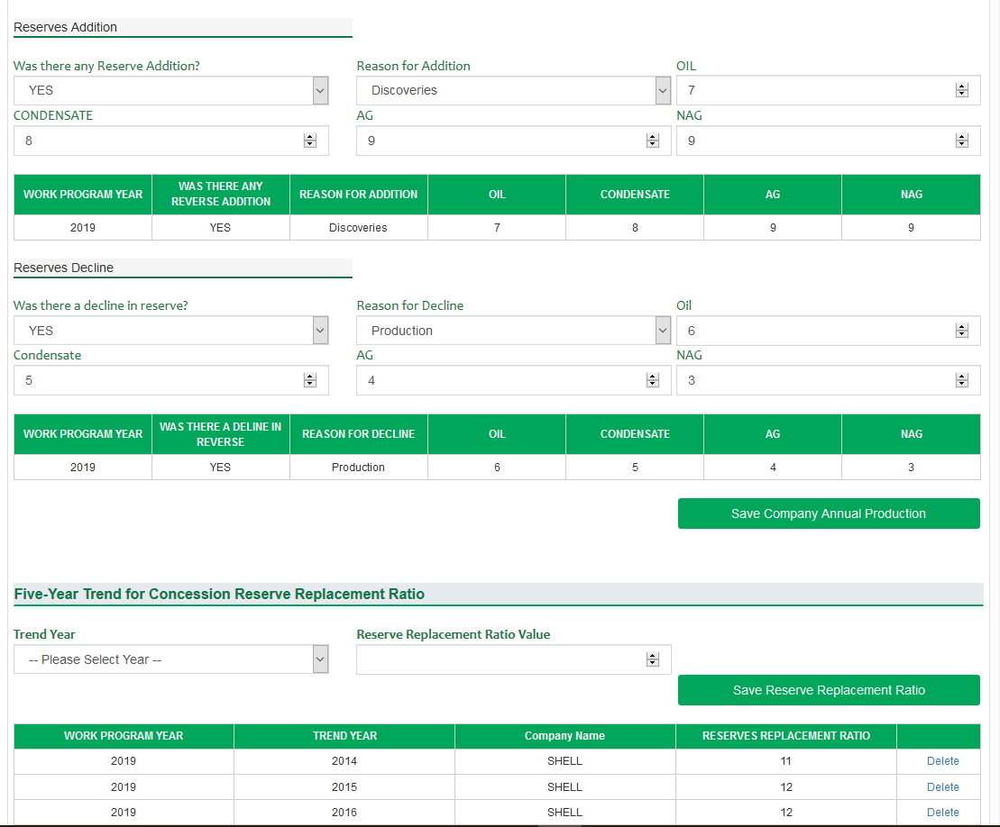 Reserves Addition
Was there any Reserve Addition? Reason for Addition OIL
YES Discoveries 7
CONDENSATE AG NAG
8 9 9
WORK PROGRAM YEAR WAS THERE ANY REVERSE ADDITION REASON FOR ADDITION OIL CONDENSATE AG NAG
2019 YES Discoveries 7 8 9 9
Reserves Decline
Was there a decline in reserve? Reason for Decline Oil
YES Production 6
Condensate AG NAG
5 4 3
WORK PROGRAM YEAR WAS THERE A DELINE IN REVERSE REASON FOR DECLINE OIL CONDENSATE AG NAG
2019 YES Production 6 5 4 3
Save Company Annual Production
Five-Year Trend for Concession Reserve Replacement Ratio
Trend Year Reserve Replacement Ratio Value
-- Please Select Year --
Save Reserve Replacement Ratio
WORK PROGRAM YEAR TREND YEAR Company Name RESERVES REPLACEMENT RATIO
2019 2014 SHELL 11 Delete
2019 2015 SHELL 12 Delete
2019 2016 SHELL 12 Delete